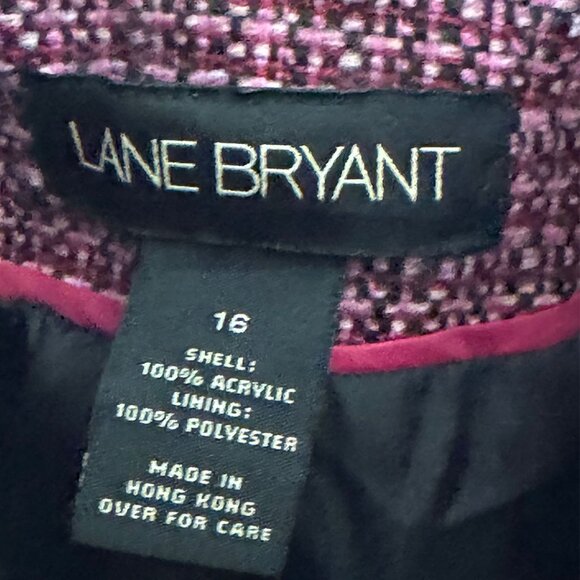 LANE BRYANT
16
SHELL:
100% ACRYLIC
LINING:
100% POLYESTER
MADE IN
HONG KONG
OVER FOR CARE